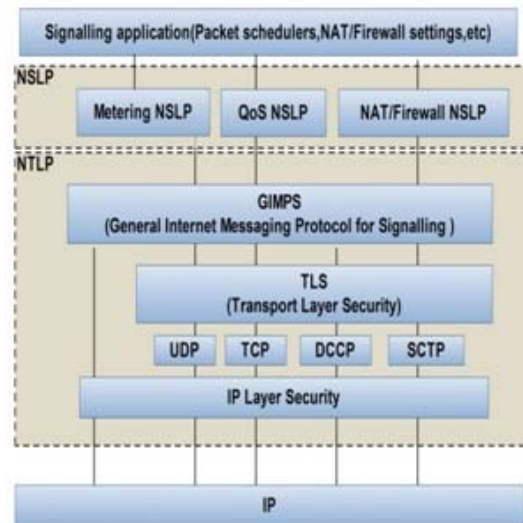 Signalling application(Packet schedulers,NAT/Firewall settings,etc)
NSLP
Metering NSLP
QoS NSLP
NAT/Firewall NSLP
NTLP
GIMPS
(General Internet Messaging Protocol for Signalling )
TLS
(Transport Layer Security)
UDP
TCP
DCCP
SCTP
IP Layer Security
IP